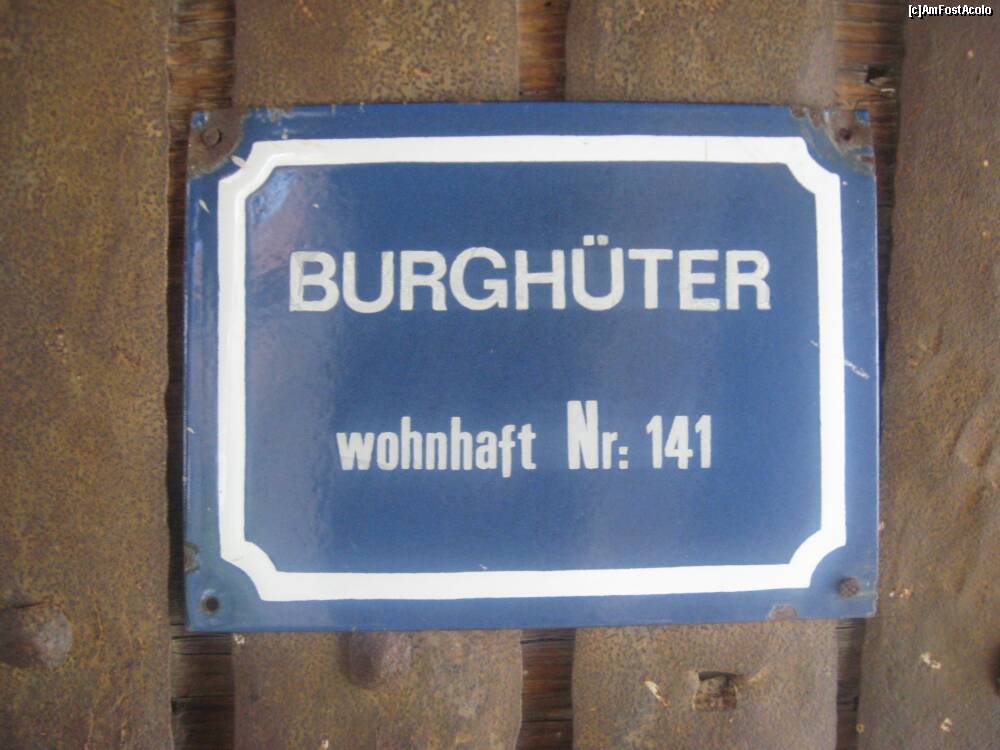 [c]AmFostAcolo
BURGHÜTER
wohnhaft Nr: 141